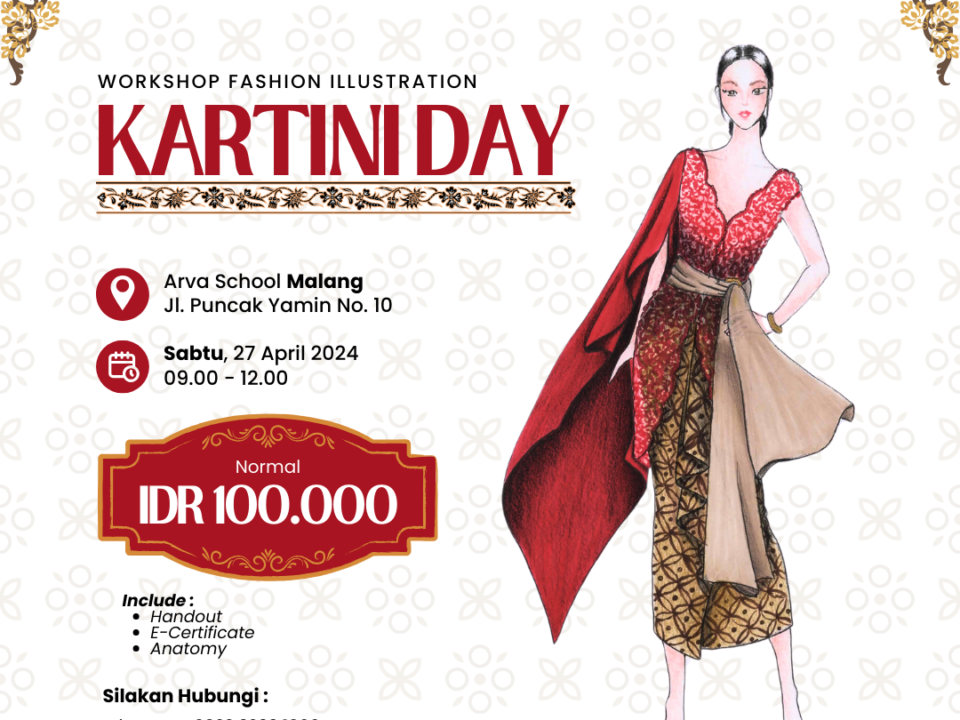 WORKSHOP FASHION ILLUSTRATION
KARTINI DAY
Arva School Malang
Jl. Puncak Yamin No. 10
Sabtu, 27 April 2024
09.00 - 12.00
Normal
IDR 100.000
Include :
• Handout
• E-Certificate
• Anatomy
Silakan Hubungi :